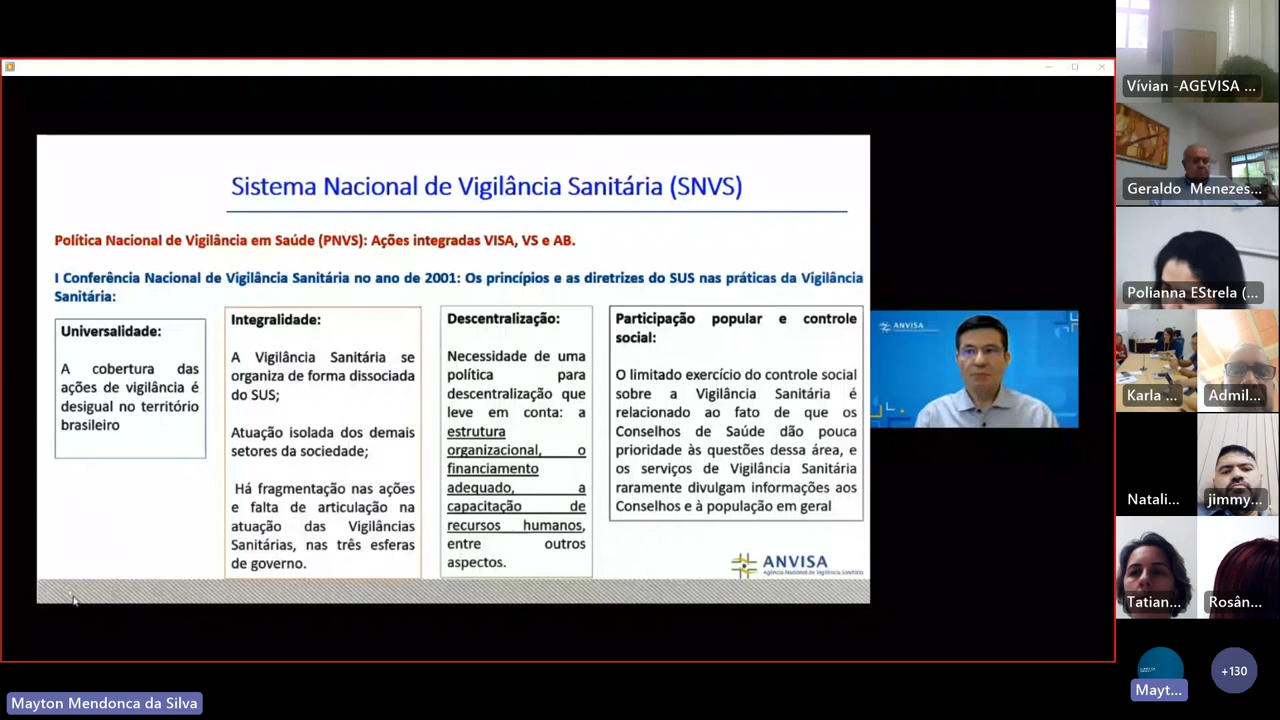 Sistema Nacional de Vigilância Sanitária (SNVS)
Política Nacional de Vigilância em Saúde (PNVS): Ações integradas VISA, VS e AB.
I Conferência Nacional de Vigilância Sanitária no ano de 2001: Os princípios e as diretrizes do SUS nas práticas da Vigilância
Sanitária:
Universalidade:
A cobertura das
ações de vigilância é
desigual no território
brasileiro
Integralidade:
A Vigilância Sanitária se
organiza de forma dissociada
do SUS;
Atuação isolada dos demais
setores da sociedade;
Há fragmentação nas ações
e falta de articulação na
atuação das Vigilâncias
Sanitárias, nas três esferas
de governo.
Descentralização:
Necessidade de uma
política para
descentralização que
leve em conta: a
estrutura
organizacional, o
financiamento
adequado, a
capacitação de
recursos humanos,
entre outros
aspectos.
Participação popular e controle
social:
O limitado exercício do controle social
sobre a Vigilância Sanitária é
relacionado ao fato de que os
Conselhos de Saúde dão pouca
prioridade às questões dessa área, e
os serviços de Vigilância Sanitária
raramente divulgam informações aos
Conselhos e à população em geral
ANVISA
Agência Nacional de Vigilância Sanitária
ANVISA
Vívian -AGEVISA ...
Geraldo Menezes...
Polianna EStrela (...
Karla ...
Admil...
Natali...
jimmy...
Tatian...
Rosân...
Mayt...
+130
Mayton Mendonca da Silva